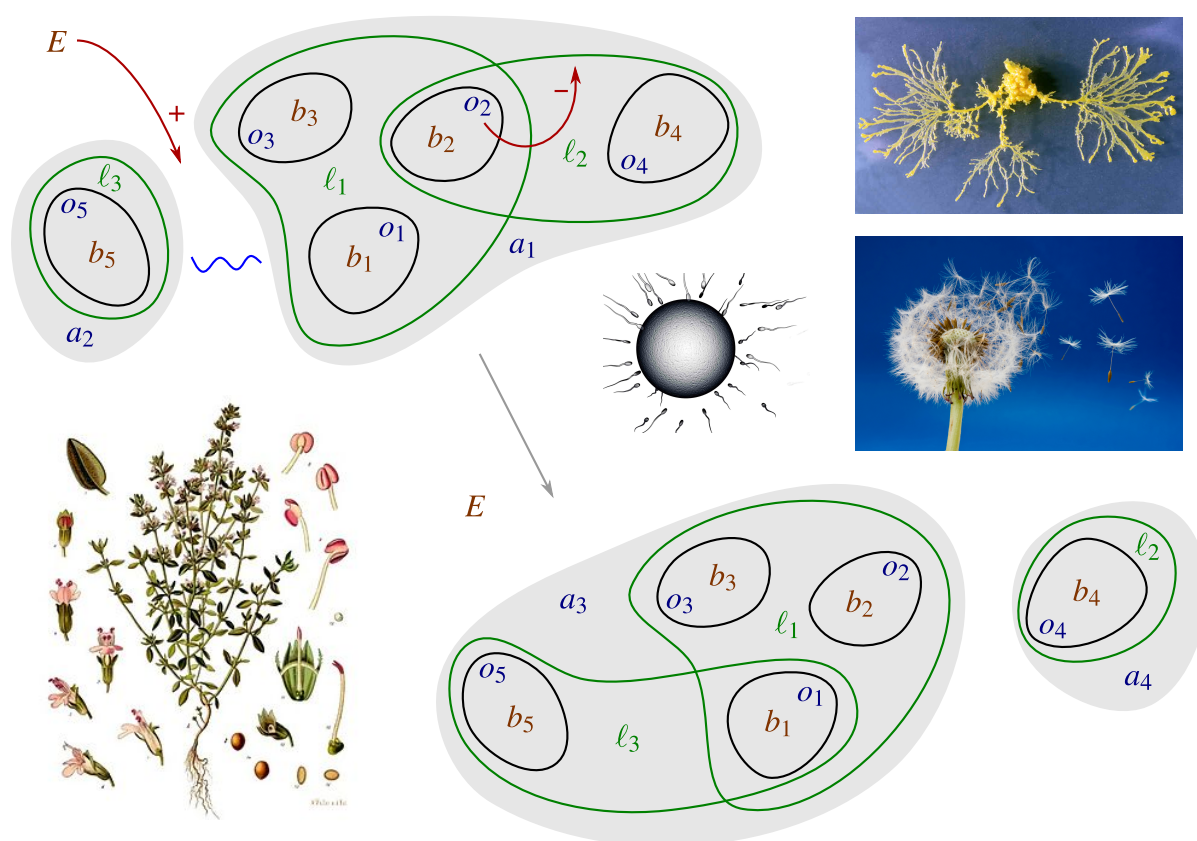 E
+
o₂
−
b₃
b₄
b₂
o₃
ℓ₂
o₄
ℓ₃
ℓ₁
o₅
o₁
b₅
b₁
a₁
a₂
E
ℓ₂
o₂
b₃
b₄
a₃
o₃
b₂
ℓ₁
o₄
o₅
a₄
o₁
b₅
b₁
ℓ₃